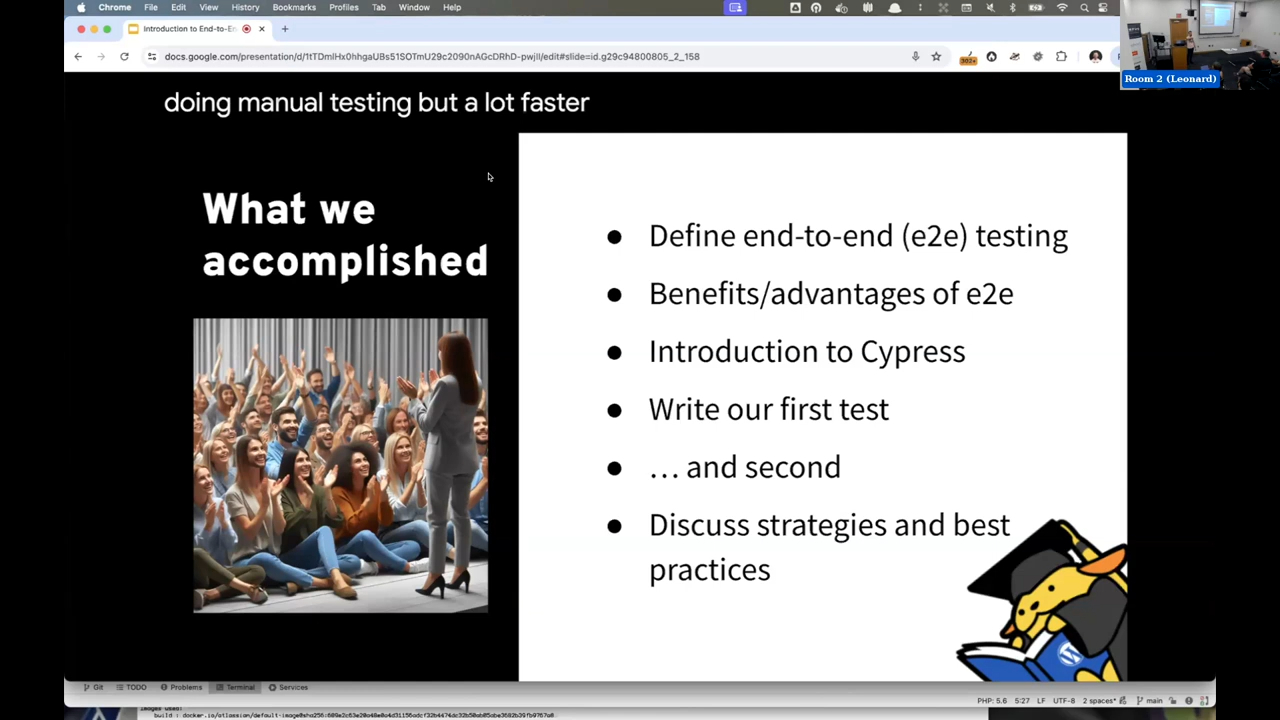 Chrome File Edit View History Bookmarks Profiles Tab Window Help
Introduction to End-to-En
docs.google.com/presentation/d/1tTDmlHx0hhgaUBs51SOTmU29c2090nAGcDRhD-pwjlI/edit#slide=id.g29c94800805_2_158
Room 2 (Leonard)
doing manual testing but a lot faster
What we
accomplished
● Define end-to-end (e2e) testing
● Benefits/advantages of e2e
● Introduction to Cypress
● Write our first test
● … and second
● Discuss strategies and best
practices
Git TODO Problems Terminal Services
PHP: 5.6 5:27 LF UTF-8 2 spaces* main